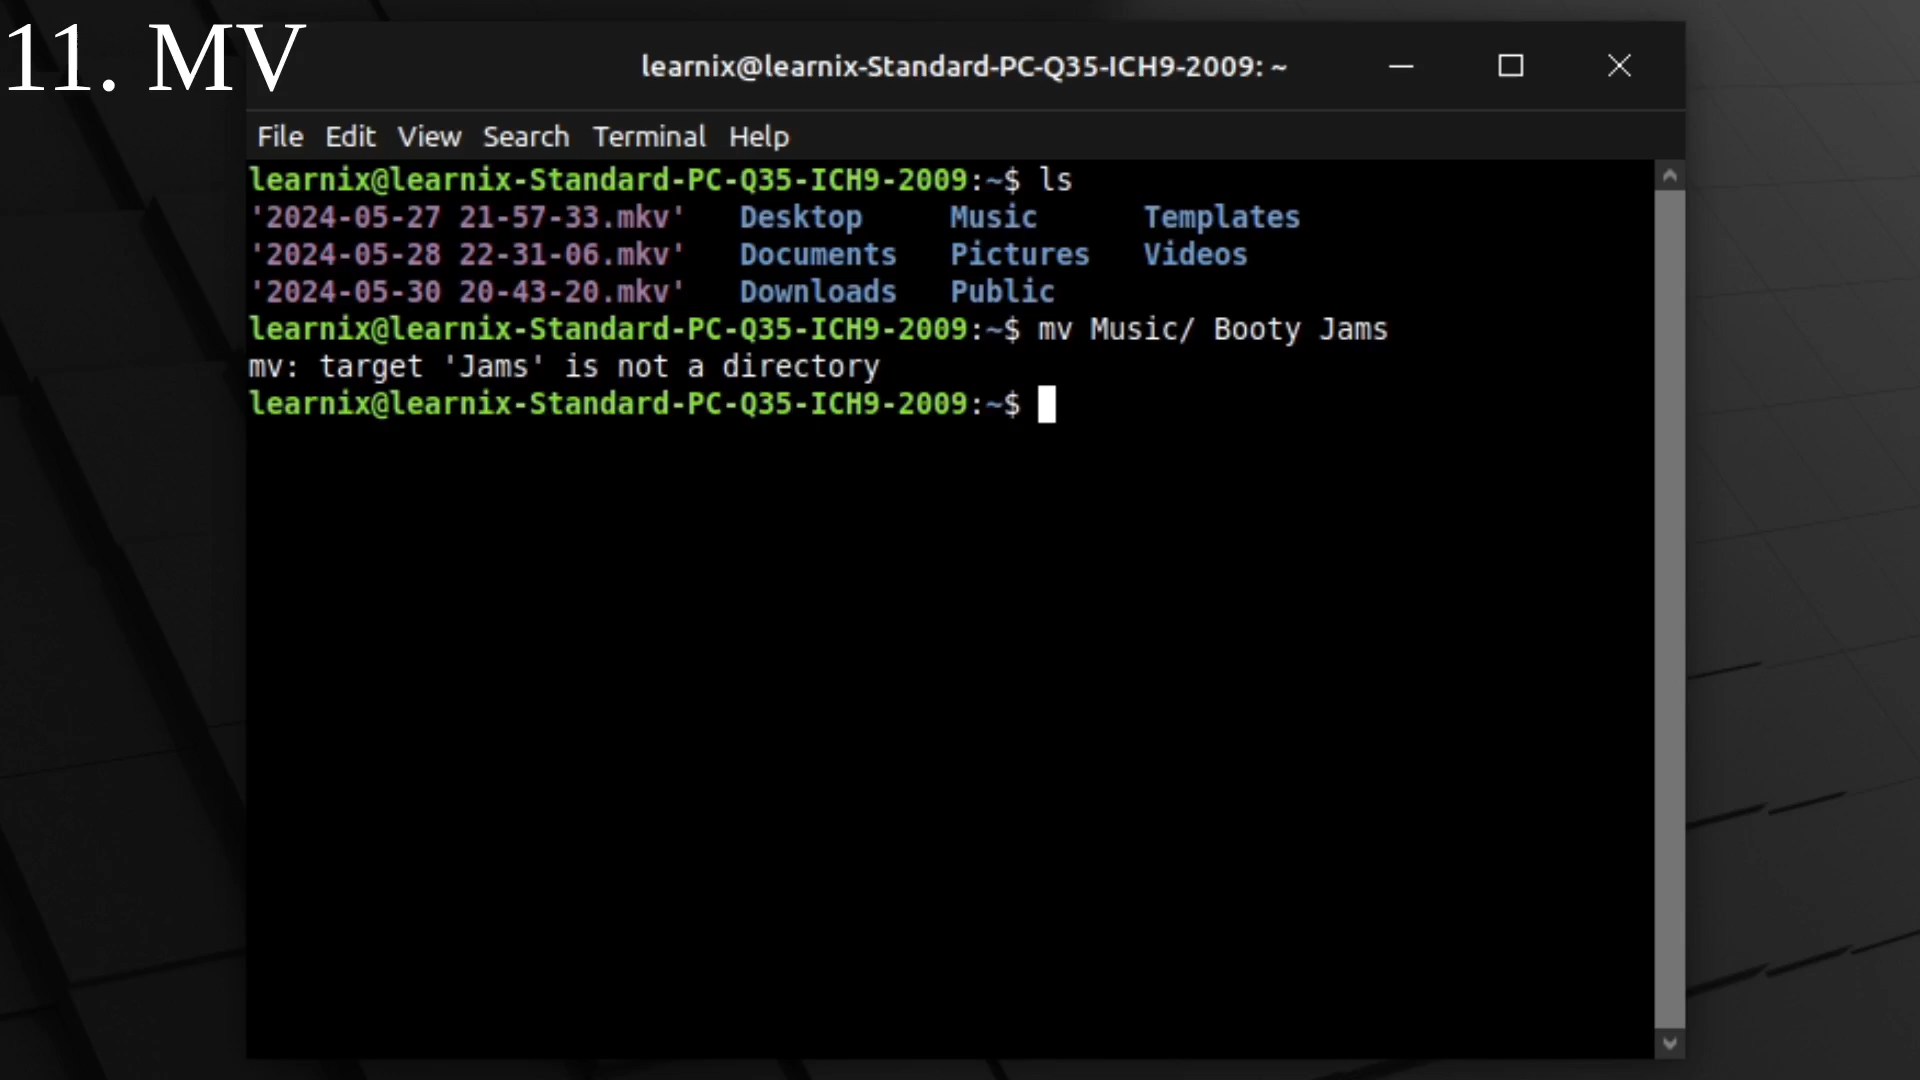 11. MV
learnix@learnix-Standard-PC-Q35-ICH9-2009: ~
File Edit View Search Terminal Help
learnix@learnix-Standard-PC-Q35-ICH9-2009:~$ ls
'2024-05-27 21-57-33.mkv' Desktop Music Templates
'2024-05-28 22-31-06.mkv' Documents Pictures Videos
'2024-05-30 20-43-20.mkv' Downloads Public
learnix@learnix-Standard-PC-Q35-ICH9-2009:~$ mv Music/ Booty Jams
mv: target 'Jams' is not a directory
learnix@learnix-Standard-PC-Q35-ICH9-2009:~$